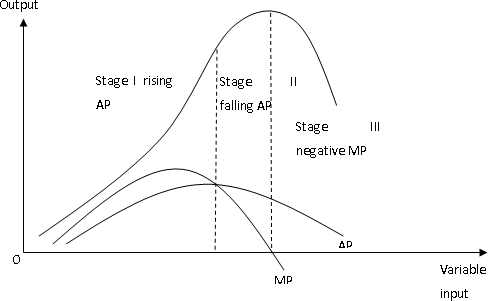 Output
Stage I rising
AP
Stage II
falling AP
Stage III
negative MP
AP
O
MP
Variable
input